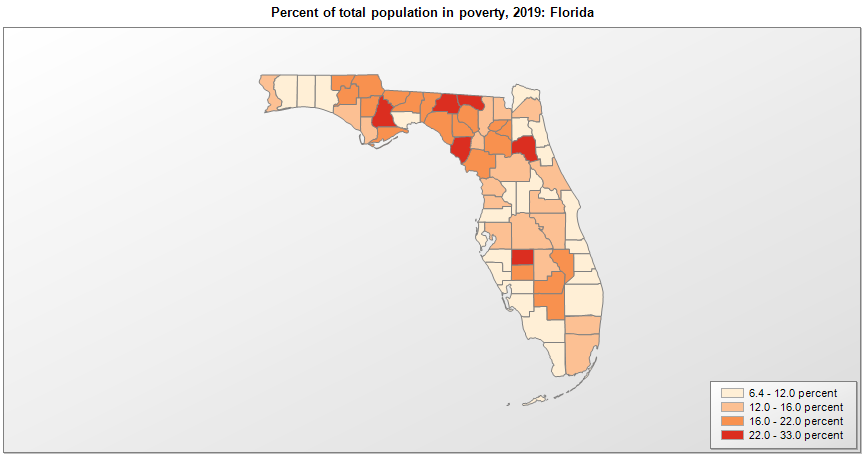 Percent of total population in poverty, 2019: Florida
6.4 - 12.0 percent
12.0 - 16.0 percent
16.0 - 22.0 percent
22.0 - 33.0 percent